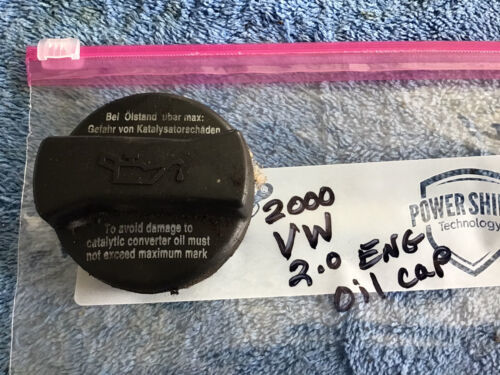 Bei Ölstand über max:
Gefahr von Katalysatorschäden
To avoid damage to
catalytic converter oil must
not exceed maximum mark
2000
VW
2.0 ENG
Oil Cap
POWER SHI
Technology